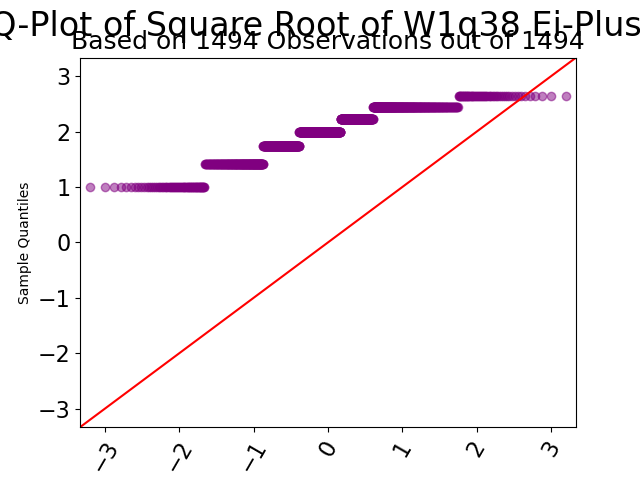 Q-Plot of Square Root of W1q38 Ei-Plus
Based on 1494 Observations out of 1494
3
2
1
0
−1
−2
−3
Sample Quantiles
−3 −2 −1 0 1 2 3